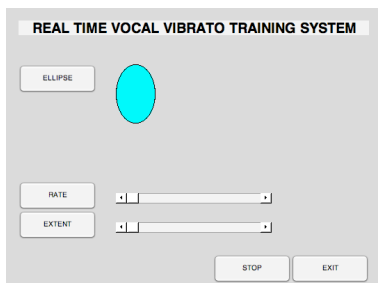 REAL TIME VOCAL VIBRATO TRAINING SYSTEM
ELLIPSE
RATE
EXTENT
STOP EXIT